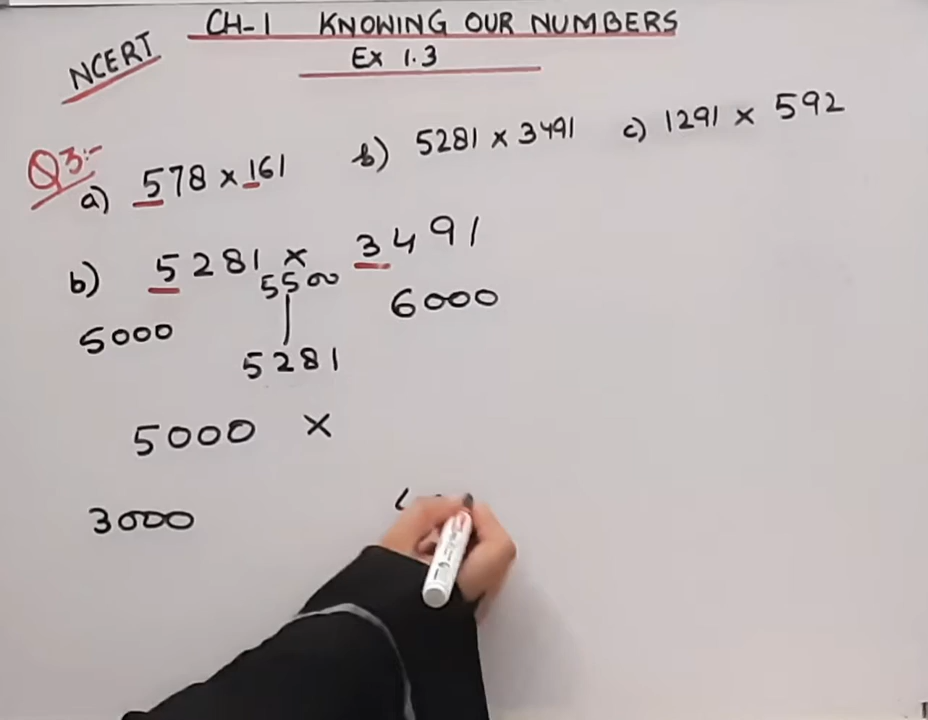 CH-1 KNOWING OUR NUMBERS
NCERT
Ex 1.3
Q3:-
a) 578 × 161 b) 5281 × 3491 c) 1291 × 592
b) 5281 × 3491
5000 5500 6000
5281
5000 ×
3000